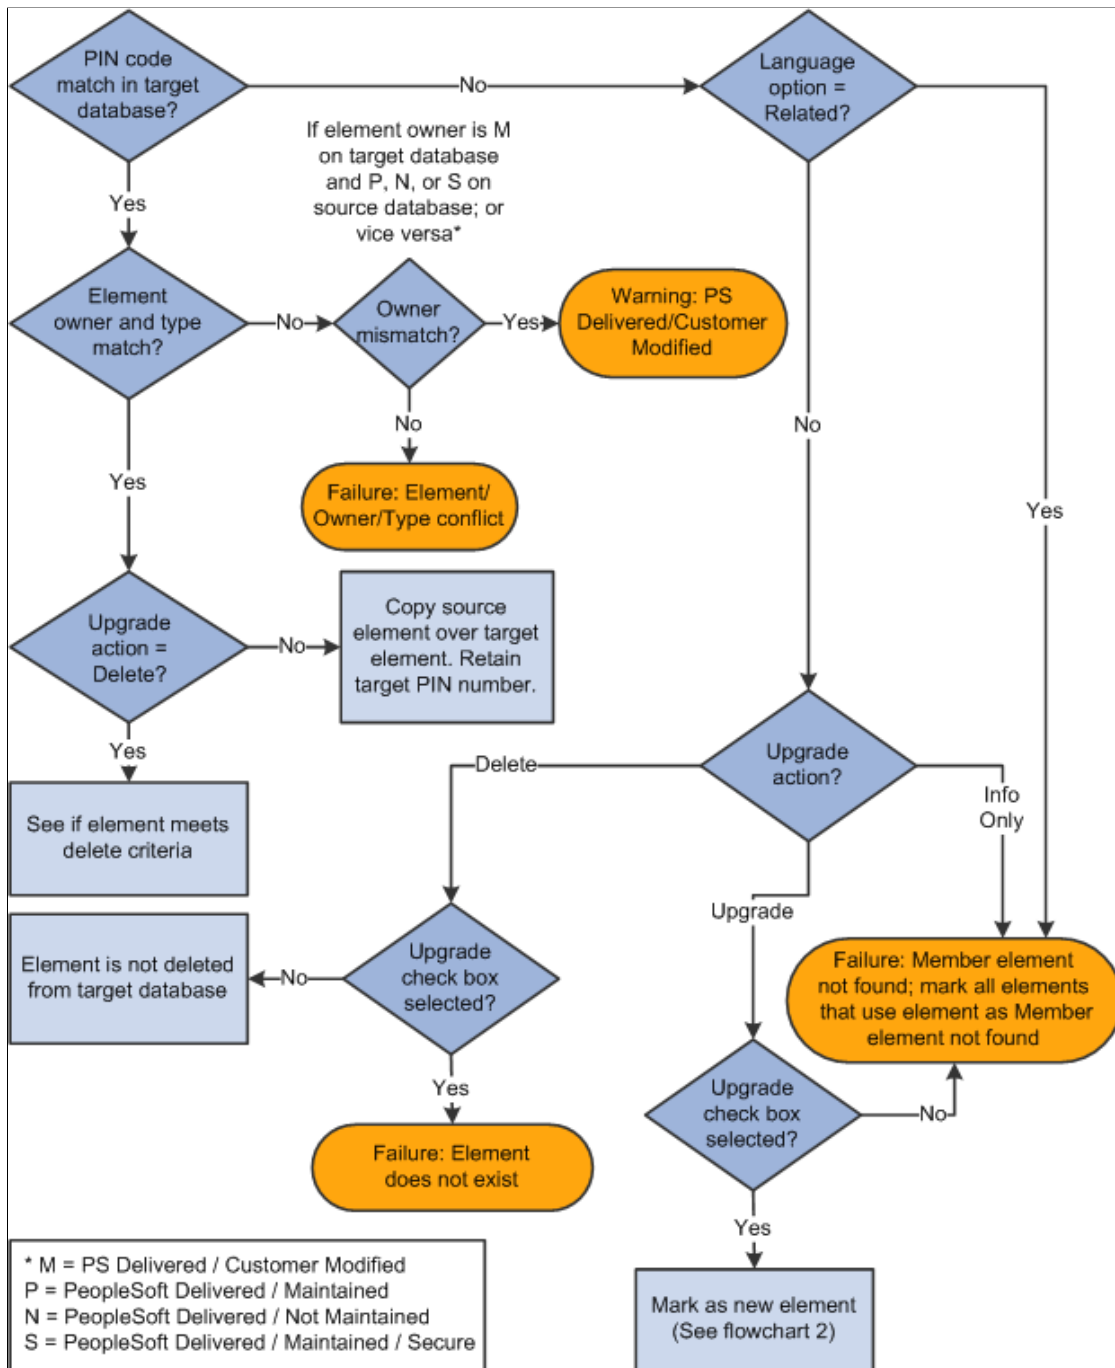 PIN code
match in target
database?
No
Language
option =
Related?
If element owner is M
on target database
and P, N, or S on
source database; or
vice versa*
Yes
Element
owner and type
match?
No
Owner
mismatch?
Yes
Warning: PS
Delivered/Customer
Modified
No
No
Yes
Failure: Element/
Owner/Type conflict
Yes
Upgrade
action =
Delete?
No
Copy source
element over target
element. Retain
target PIN number.
Yes
Delete
Upgrade
action?
Info
Only
See if element meets
delete criteria
Upgrade
Element is not deleted
from target database
No
Upgrade
check box
selected?
Failure: Member element
not found; mark all elements
that use element as Member
element not found
Yes
Upgrade
check box
selected?
No
Failure: Element
does not exist
Yes
* M = PS Delivered / Customer Modified
P = PeopleSoft Delivered / Maintained
N = PeopleSoft Delivered / Not Maintained
S = PeopleSoft Delivered / Maintained / Secure
Mark as new element
(See flowchart 2)